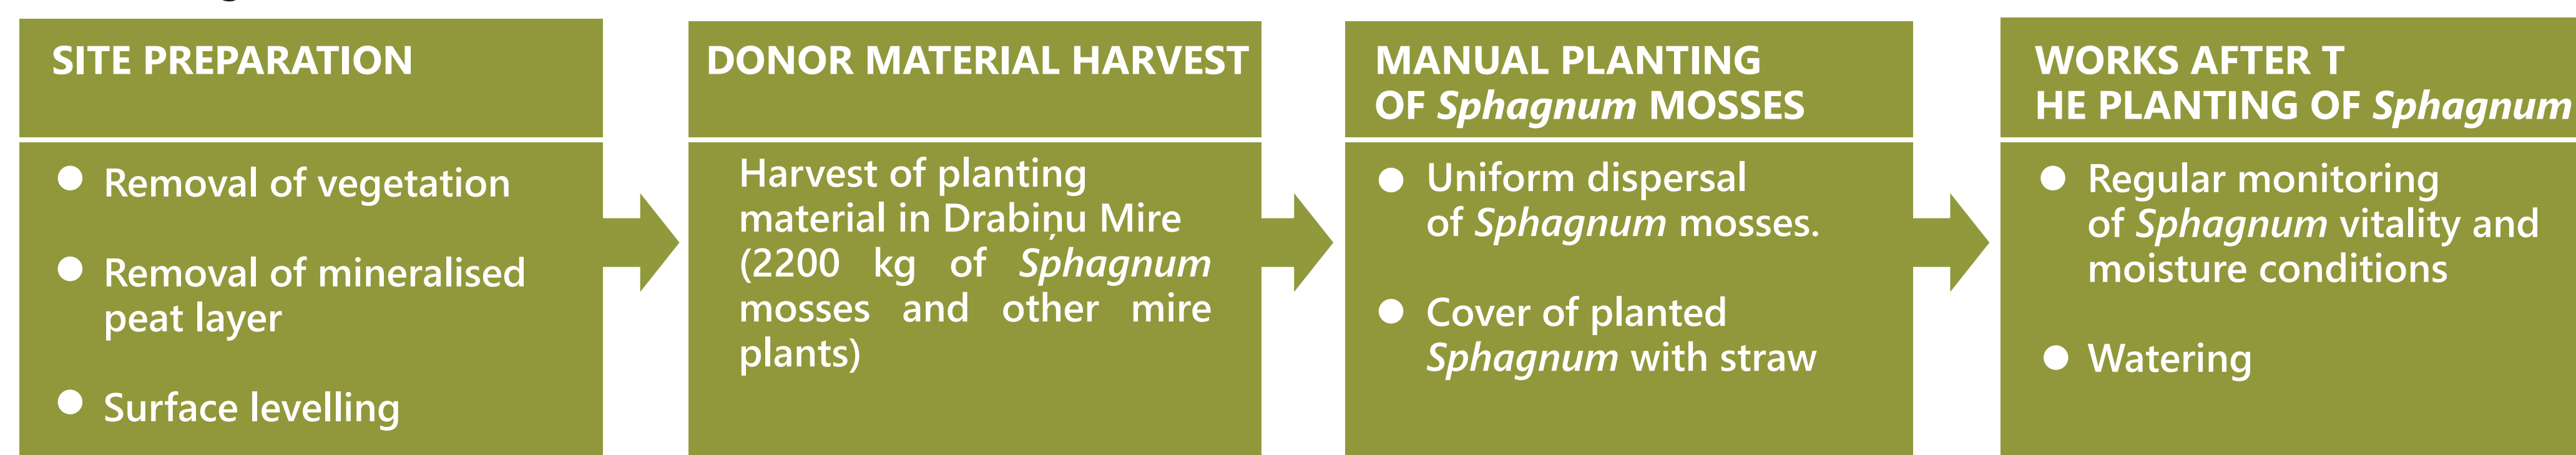 SITE PREPARATION
● Removal of vegetation
● Removal of mineralised
peat layer
● Surface levelling
DONOR MATERIAL HARVEST
Harvest of planting
material in Drabiņu Mire
(2200 kg of Sphagnum
mosses and other mire
plants)
MANUAL PLANTING
OF Sphagnum MOSSES
● Uniform dispersal
of Sphagnum mosses.
● Cover of planted
Sphagnum with straw
WORKS AFTER T
HE PLANTING OF Sphagnum
● Regular monitoring
of Sphagnum vitality and
moisture conditions
● Watering